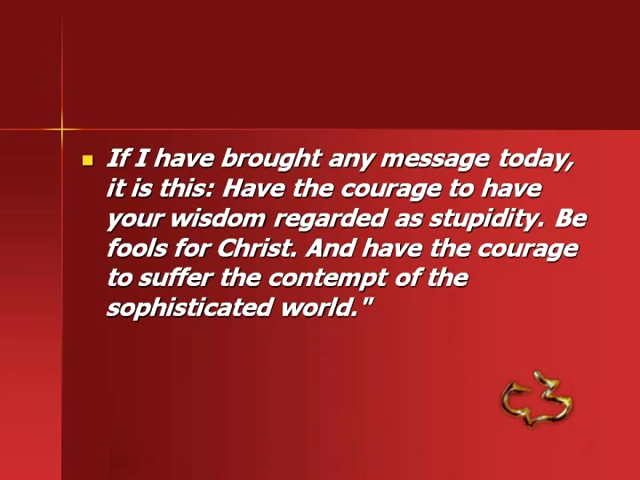 If I have brought any message today,
it is this: Have the courage to have
your wisdom regarded as stupidity. Be
fools for Christ. And have the courage
to suffer the contempt of the
sophisticated world."